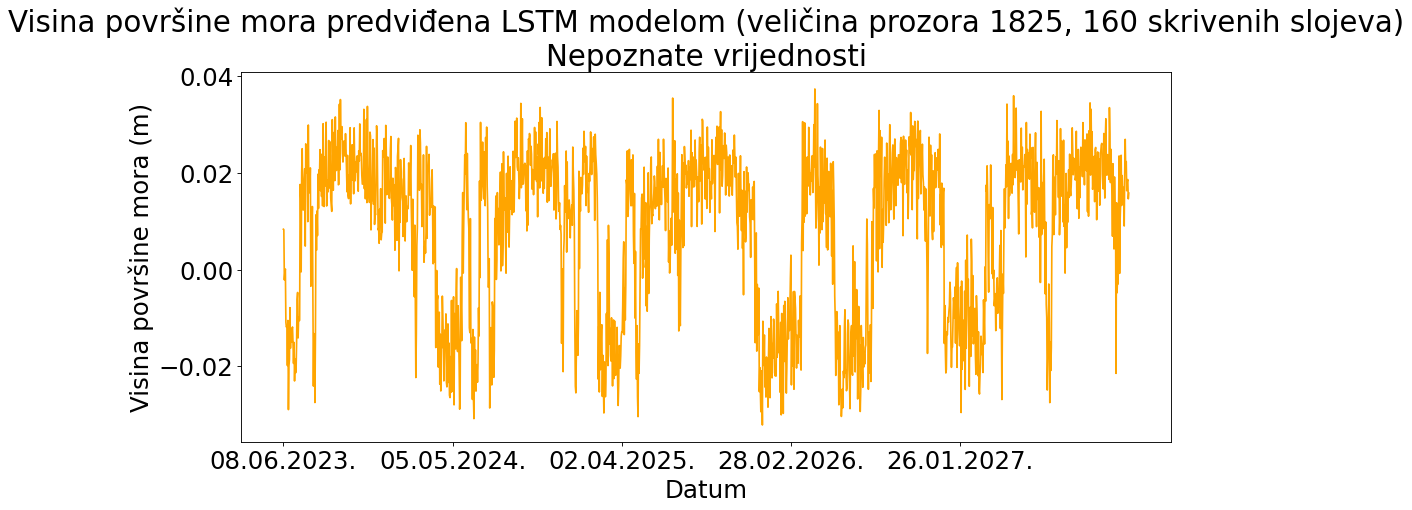 Visina površine mora predviđena LSTM modelom (veličina prozora 1825, 160 skrivenih slojeva)
Nepoznate vrijednosti
Visina površine mora (m)
0.04
0.02
0.00
−0.02
08.06.2023. 05.05.2024. 02.04.2025. 28.02.2026. 26.01.2027.
Datum